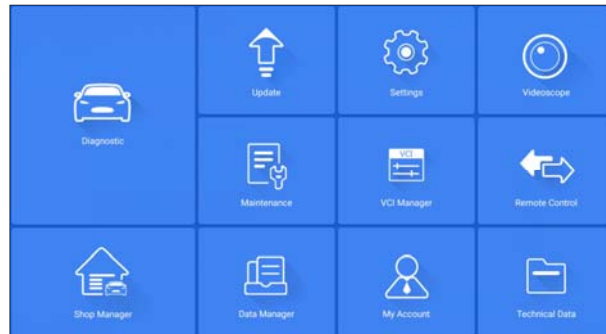 Update
Settings
Videoscope
Diagnostic
VCI
Maintenance
VCI Manager
Remote Control
Shop Manager
Data Manager
My Account
Technical Data